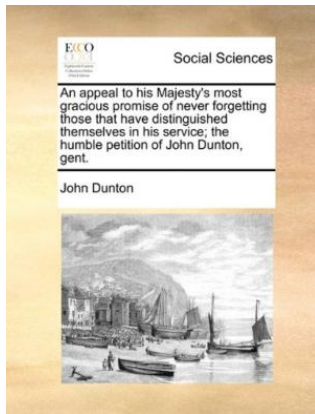 ECCO
Social Sciences
An appeal to his Majesty's most
gracious promise of never forgetting
those that have distinguished
themselves in his service; the
humble petition of John Dunton,
gent.
John Dunton